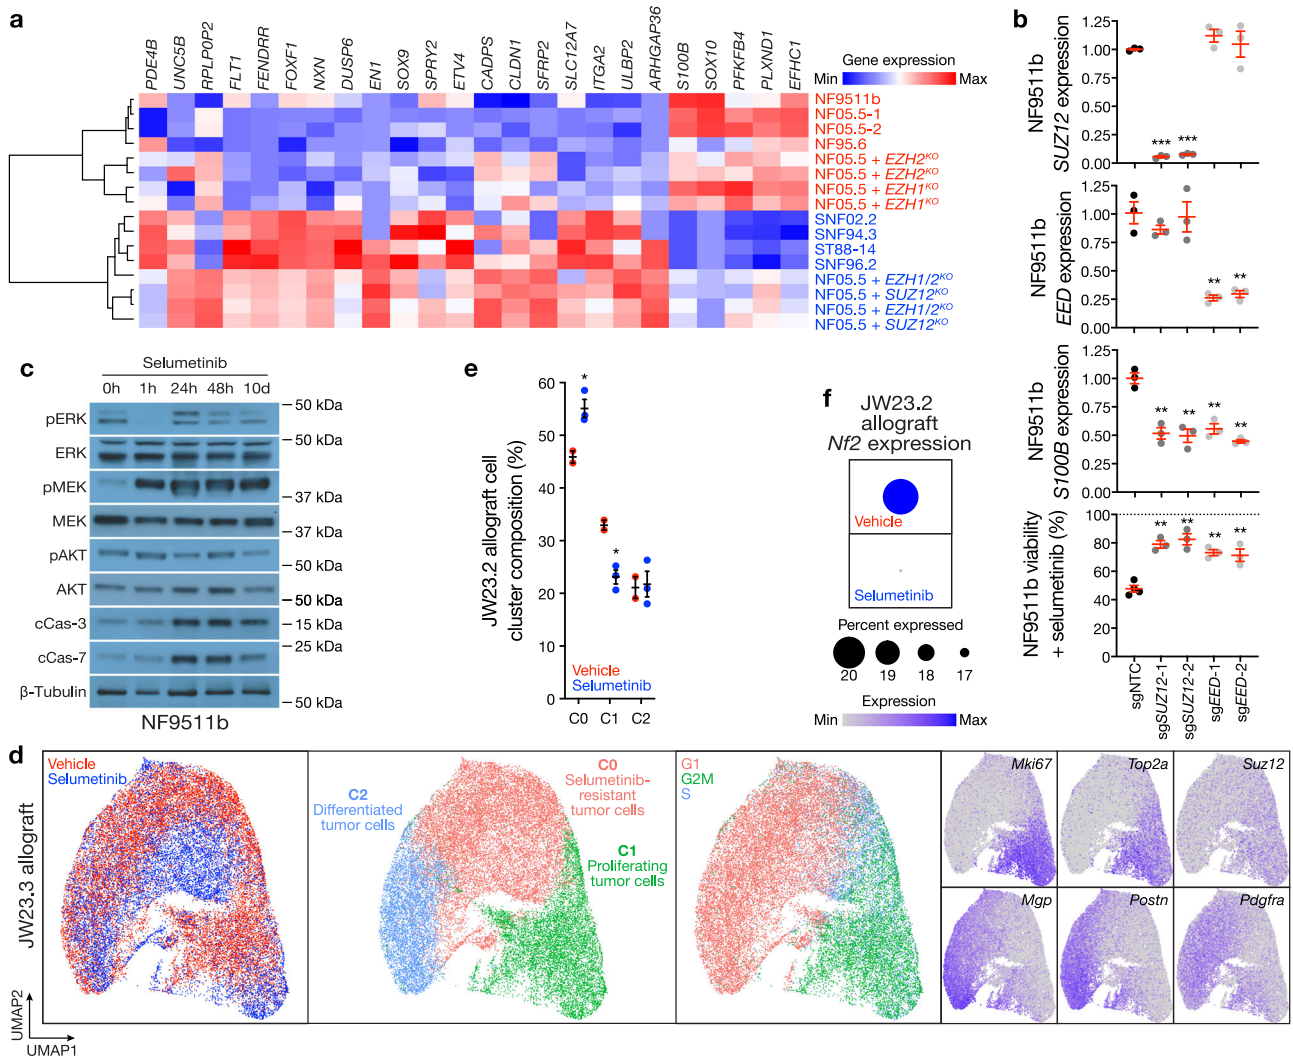 a
PDE4B
UNC5B
RPLP0P2
FLT1
FENDRR
FOXF1
NXN
DUSP6
EN1
SOX9
SPRY2
ETV4
CADPS
CLDN1
SFRP2
SLC12A7
ITGA2
ULBP2
ARHGAP36
S100B
SOX10
PFKFB4
PLXND1
EFHC1
Gene expression
Min Max
NF9511b
NF05.5-1
NF05.5-2
NF95.6
NF05.5 + EZH2KO
NF05.5 + EZH2KO
NF05.5 + EZH1KO
NF05.5 + EZH1KO
SNF02.2
SNF94.3
ST88-14
SNF96.2
NF05.5 + EZH1/2KO
NF05.5 + SUZ12KO
NF05.5 + EZH1/2KO
NF05.5 + SUZ12KO
b
NF9511b
SUZ12 expression
1.25
1.00
0.75
0.50
0.25
0.00
*** ***
NF9511b
EED expression
1.25
1.00
0.75
0.50
0.25
0.00
** **
NF9511b
S100B expression
1.25
1.00
0.75
0.50
0.25
0.00
** ** ** **
NF9511b viability
+ selumetinib (%)
100
80
60
40
20
0
** ** ** **
sgNTC
sgSUZ12-1
sgSUZ12-2
sgEED-1
sgEED-2
c
Selumetinib
0h 1h 24h 48h 10d
pERK
50 kDa
ERK
50 kDa
pMEK
37 kDa
MEK
37 kDa
pAKT
50 kDa
AKT
50 kDa
cCas-3
15 kDa
cCas-7
25 kDa
β-Tubulin
50 kDa
NF9511b
e
JW23.2 allograft cell
cluster composition (%)
60
50
40
30
20
10
0
*
*
Vehicle
Selumetinib
C0 C1 C2
f
JW23.2
allograft
Nf2 expression
Vehicle
Selumetinib
Percent expressed
20 19 18 17
Expression
Min Max
d
JW23.3 allograft
Vehicle
Selumetinib
UMAP2
UMAP1
C0
Selumetinib-
resistant
tumor cells
C2
Differentiated
tumor cells
C1
Proliferating
tumor cells
G1
G2M
S
Mki67
Top2a
Suz12
Mgp
Postn
Pdgfra